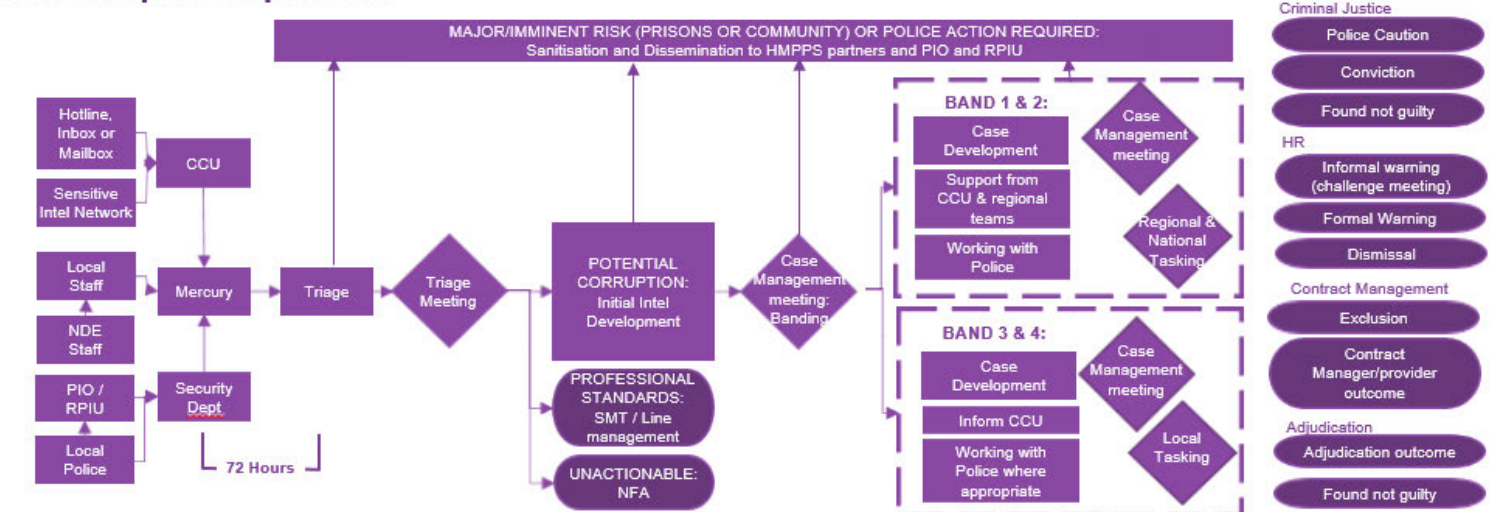 MAJOR/IMMINENT RISK (PRISONS OR COMMUNITY) OR POLICE ACTION REQUIRED:
Sanitisation and Dissemination to HMPPS partners and PIO and RPIU
Hotline,
Inbox or
Mailbox
Sensitive
Intel Network
CCU
Local
Staff
NDE
Staff
PIO /
RPIU
Local
Police
Mercury
Security
Dept
72 Hours
Triage
Triage
Meeting
POTENTIAL
CORRUPTION:
Initial Intel
Development
PROFESSIONAL
STANDARDS:
SMT / Line
management
UNACTIONABLE:
NFA
Case
Management
meeting:
Banding
BAND 1 & 2:
Case
Development
Support from
CCU & regional
teams
Working with
Police
Case
Management
meeting
Regional &
National
Tasking
BAND 3 & 4:
Case
Development
Inform CCU
Working with
Police where
appropriate
Case
Management
meeting
Local
Tasking
Criminal Justice
Police Caution
Conviction
Found not guilty
HR
Informal warning
(challenge meeting)
Formal Warning
Dismissal
Contract Management
Exclusion
Contract
Manager/provider
outcome
Adjudication
Adjudication outcome
Found not guilty